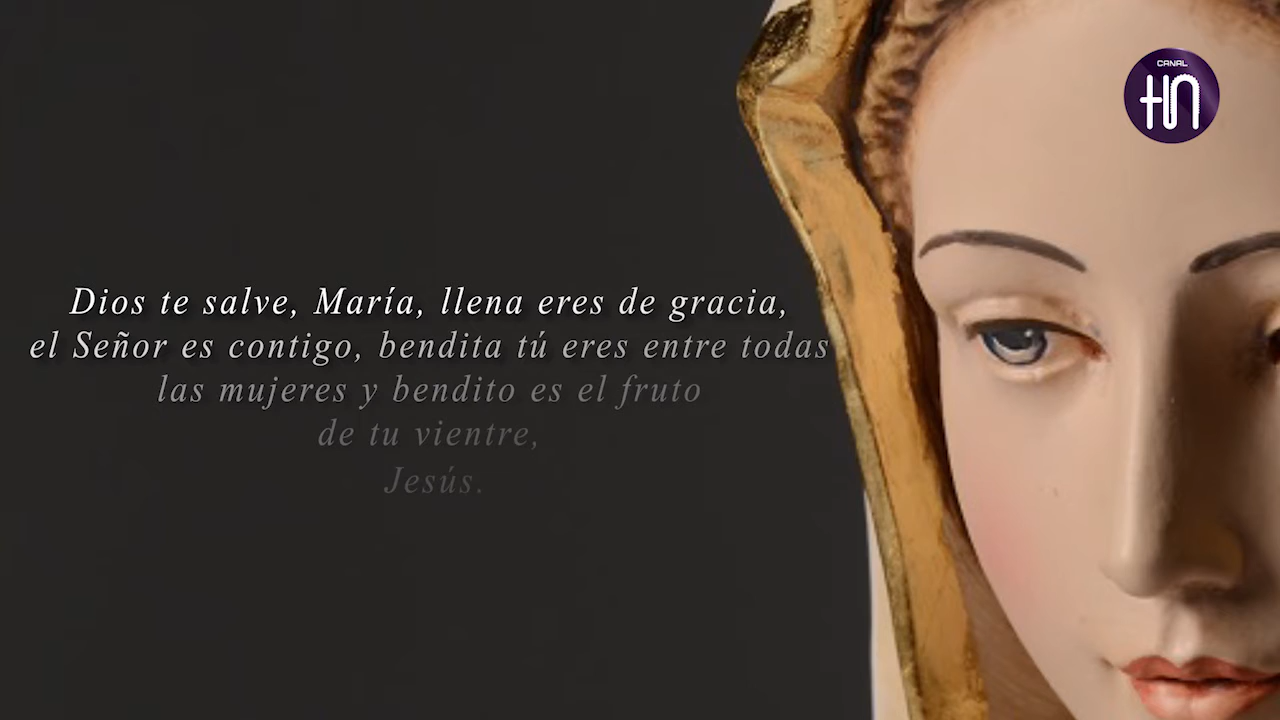 CANAL
HN
Dios te salve, María, llena eres de gracia,
el Señor es contigo, bendita tú eres entre todas
las mujeres y bendito es el fruto
de tu vientre,
Jesús.